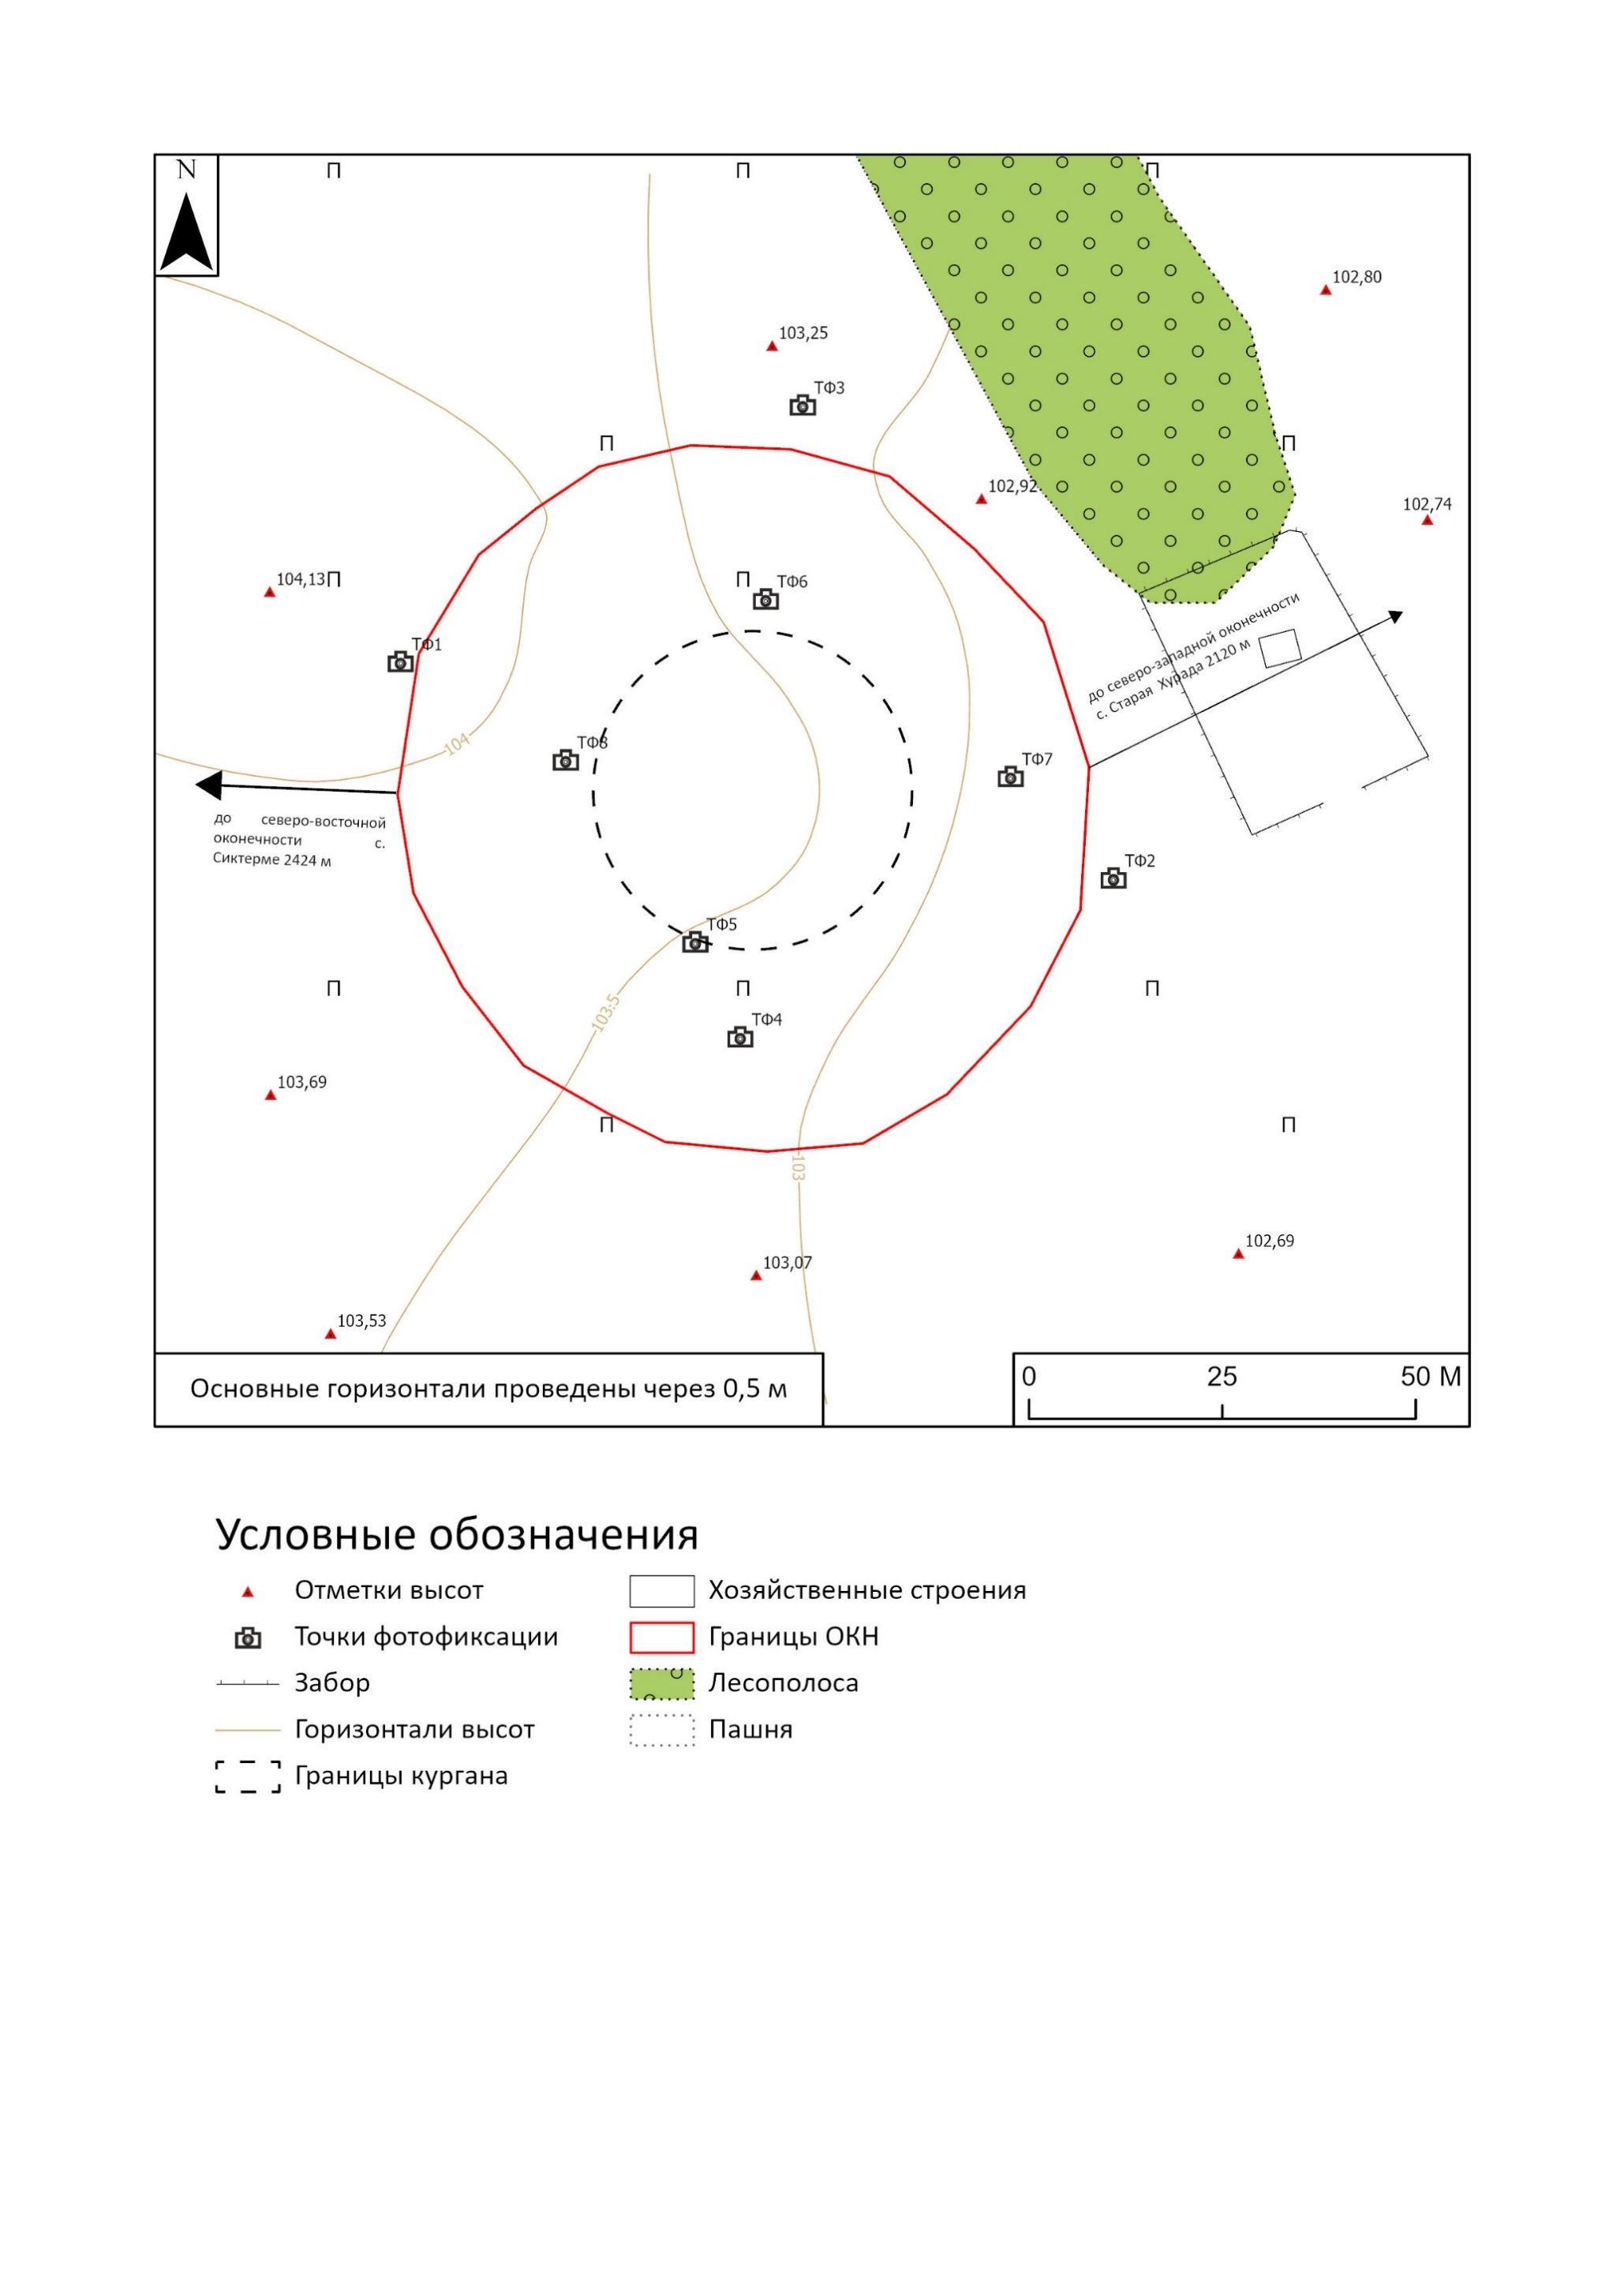 N
П
П
П
102,80
103,25
ТФ3
П
П
102,92
102,74
104,13
П
П
ТФ6
ТФ1
до северо-западной оконечности
с. Старая Хурада 2120 м
104
ТФ8
ТФ7
до северо-восточной
оконечности с.
Сиктерме 2424 м
ТФ2
ТФ5
П
П
П
103.5
ТФ4
103,69
П
П
103
102,69
103,07
103,53
Основные горизонтали проведены через 0,5 м
0 25 50 М
Условные обозначения
Отметки высот
Точки фотофиксации
Забор
Горизонтали высот
Границы кургана
Хозяйственные строения
Границы ОКН
Лесополоса
Пашня